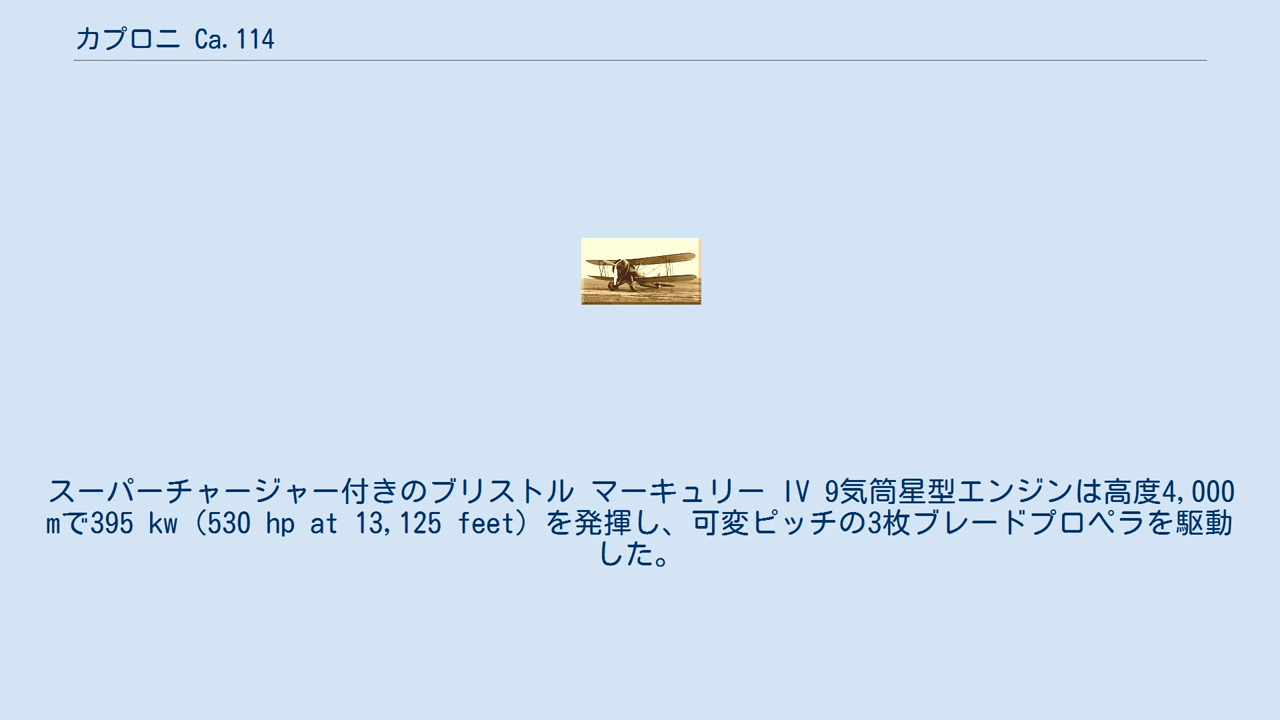 カプロニ Ca.114
スーパーチャージャー付きのブリストル マーキュリー IV 9気筒星型エンジンは高度4,000
mで395 kw (530 hp at 13,125 feet) を発揮し、可変ピッチの3枚ブレードプロペラを駆動
した。